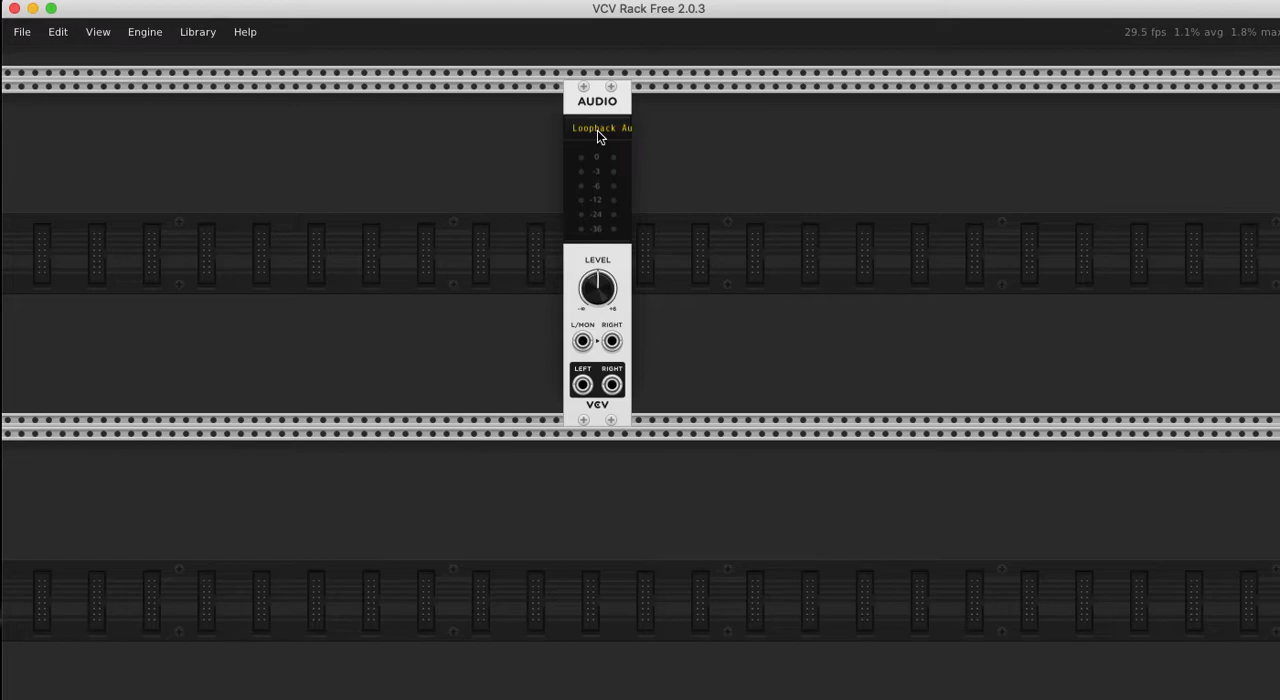 VCV Rack Free 2.0.3
File Edit View Engine Library Help
29.5 fps 1.1% avg 1.8% max
AUDIO
Loopback Au
0
-3
-6
-12
-24
-36
LEVEL
-∞ +6
L/MON RIGHT
LEFT RIGHT
VCV